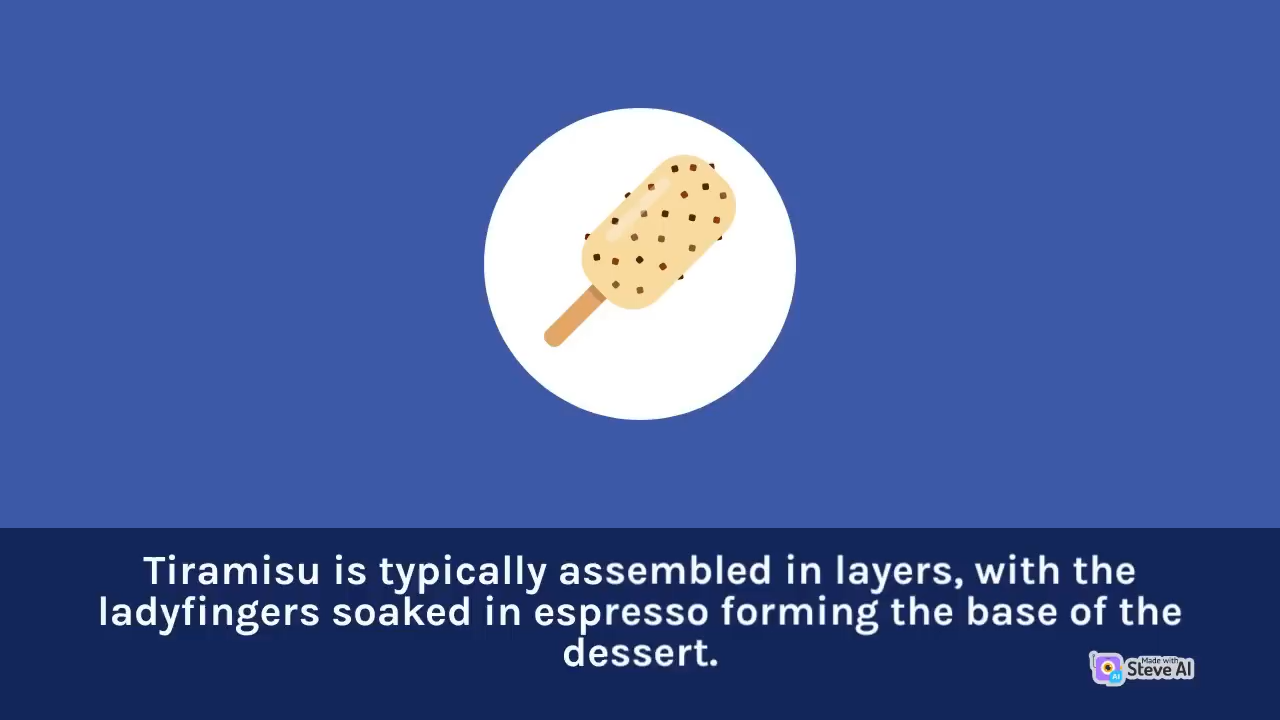 Tiramisu is typically assembled in layers, with the
ladyfingers soaked in espresso forming the base of the
dessert.
Made with
Steve AI
AI